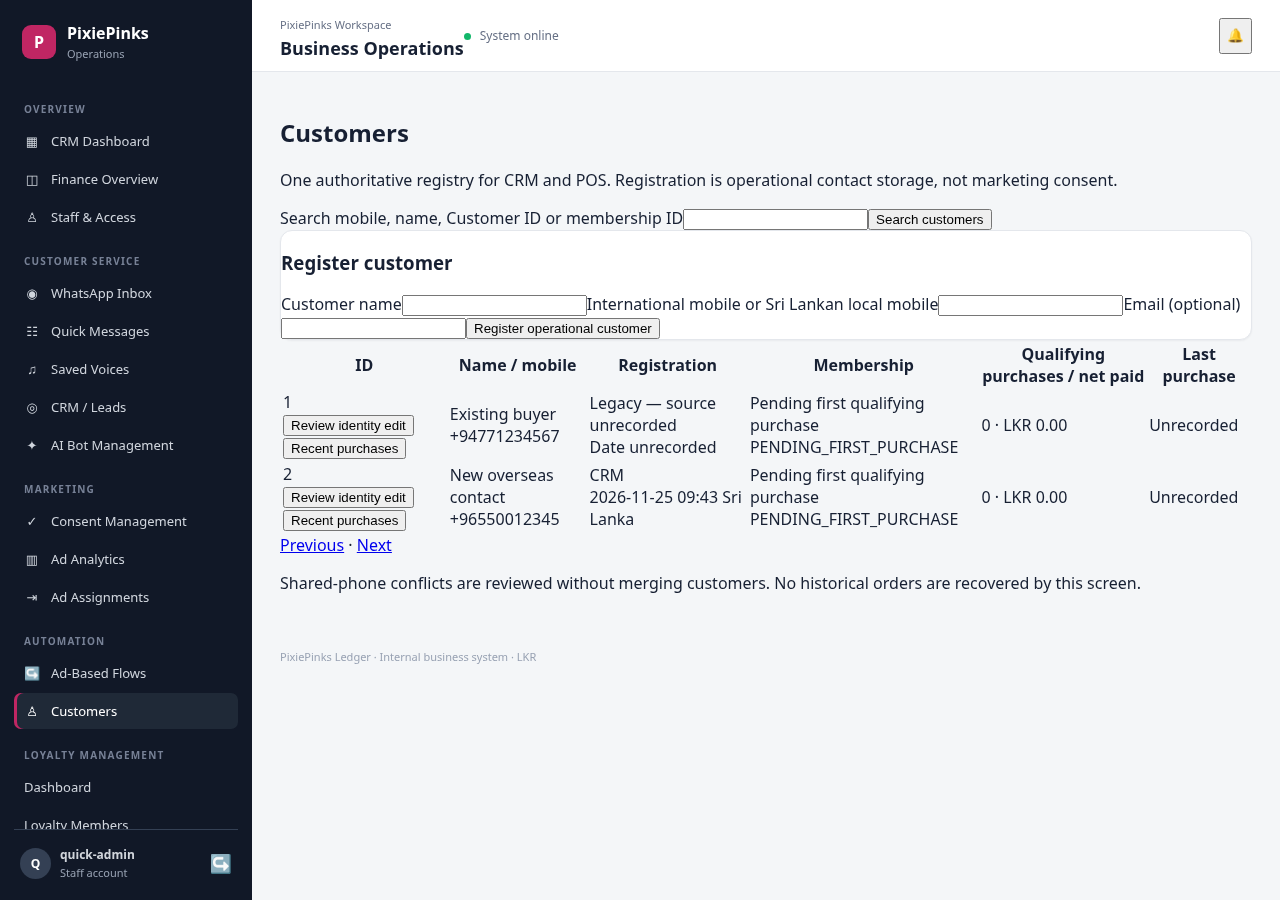 P
PixiePinks
Operations
OVERVIEW
CRM Dashboard
Finance Overview
Staff & Access
CUSTOMER SERVICE
WhatsApp Inbox
Quick Messages
Saved Voices
CRM / Leads
AI Bot Management
MARKETING
Consent Management
Ad Analytics
Ad Assignments
AUTOMATION
Ad-Based Flows
Customers
LOYALTY MANAGEMENT
Dashboard
Loyalty Members
Q
quick-admin
Staff account
PixiePinks Workspace
Business Operations
System online
Customers
One authoritative registry for CRM and POS. Registration is operational contact storage, not marketing consent.
Search mobile, name, Customer ID or membership ID Search customers
Register customer
Customer name International mobile or Sri Lankan local mobile Email (optional)
Register operational customer
ID Name / mobile Registration Membership Qualifying purchases / net paid Last purchase
1
Review identity edit
Recent purchases
Existing buyer
+94771234567
Legacy — source
unrecorded
Date unrecorded
Pending first qualifying
purchase
PENDING_FIRST_PURCHASE
0 · LKR 0.00
Unrecorded
2
Review identity edit
Recent purchases
New overseas
contact
+96550012345
CRM
2026-11-25 09:43 Sri
Lanka
Pending first qualifying
purchase
PENDING_FIRST_PURCHASE
0 · LKR 0.00
Unrecorded
Previous · Next
Shared-phone conflicts are reviewed without merging customers. No historical orders are recovered by this screen.
PixiePinks Ledger · Internal business system · LKR